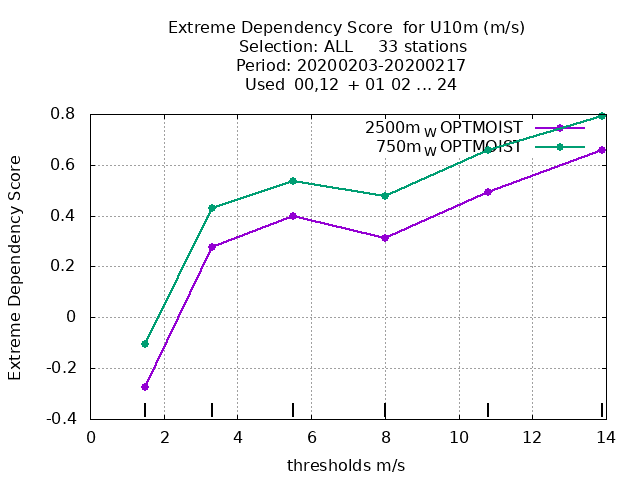 Extreme Dependency Score  for U10m (m/s)
Selection: ALL     33 stations
Period: 20200203-20200217
Used  00,12  + 01 02 ... 24
0.8
0.6
0.4
0.2
0
-0.2
-0.4
Extreme Dependency Score
2500m W OPTMOIST
750m W OPTMOIST
0 2 4 6 8 10 12 14
thresholds m/s